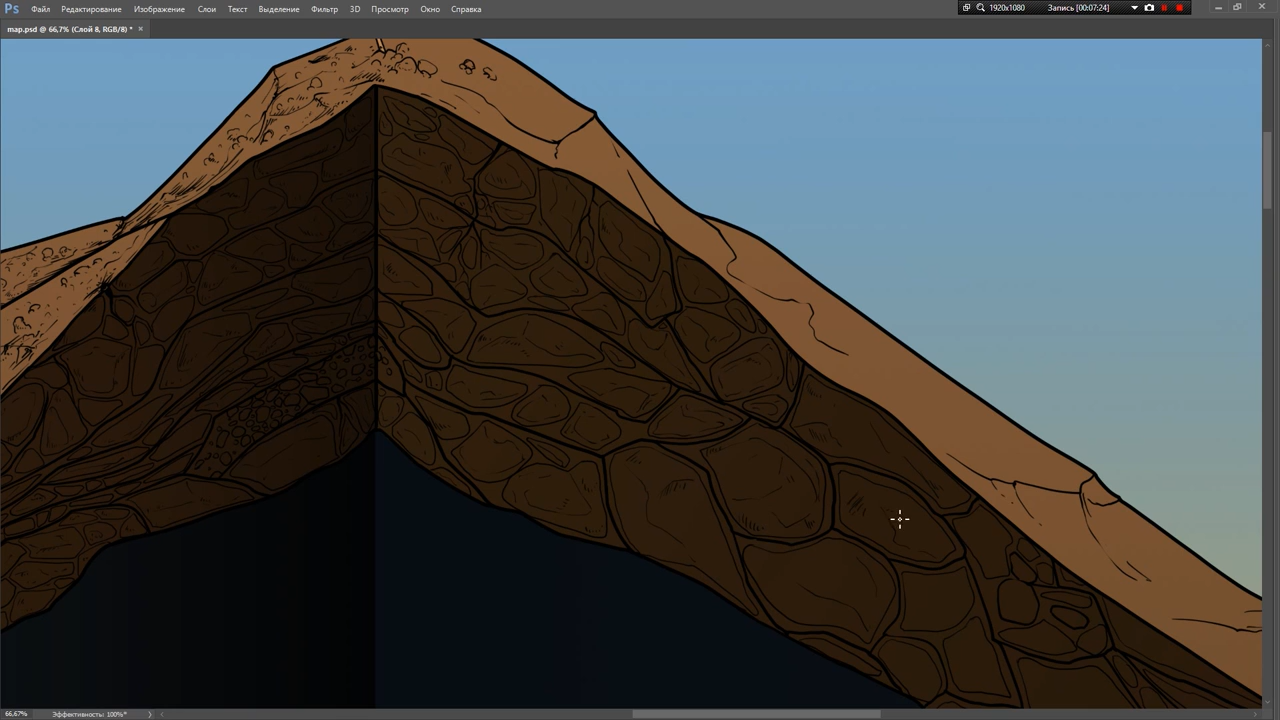 Ps Файл Редактирование Изображение Слои Текст Выделение Фильтр 3D Просмотр Окно Справка 1920x1080 Запись [00:07:24]
map.psd @ 66,7% (Слой 8, RGB/8) * ×
66,67% Эффективность: 100%*